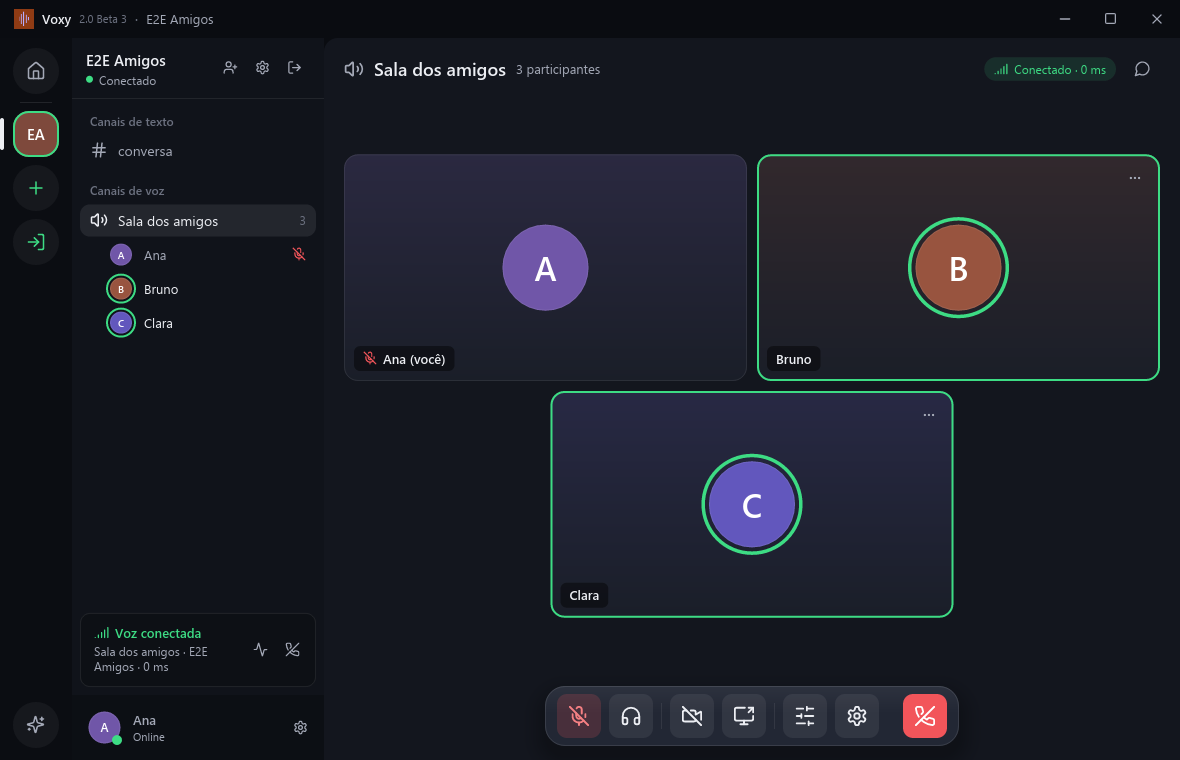 Voxy 2.0 Beta 3 · E2E Amigos
E2E Amigos
Conectado
Sala dos amigos 3 participantes
Conectado · 0 ms
EA
Canais de texto
conversa
Canais de voz
Sala dos amigos 3
A Ana
B Bruno
C Clara
A
Ana (você)
B
Bruno
C
Clara
Voz conectada
Sala dos amigos · E2E
Amigos · 0 ms
A Ana
Online